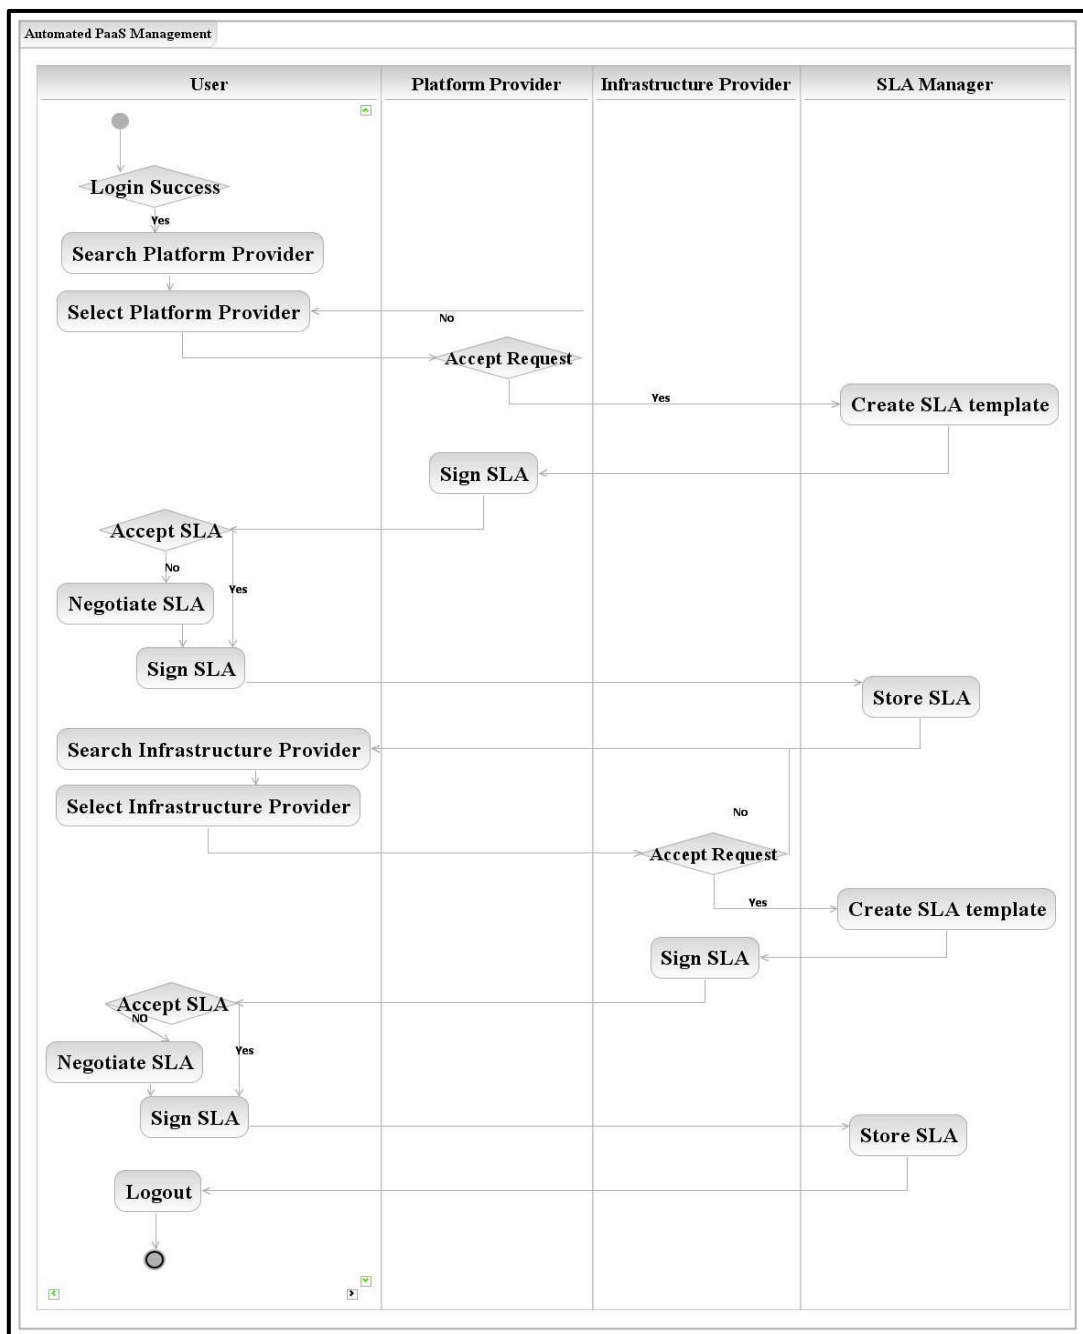 Automated PaaS Management
User
Platform Provider
Infrastructure Provider
SLA Manager
Login Success
Yes
Search Platform Provider
Select Platform Provider
No
Accept Request
Yes
Create SLA template
Sign SLA
Accept SLA
No
Yes
Negotiate SLA
Sign SLA
Store SLA
Search Infrastructure Provider
Select Infrastructure Provider
No
Accept Request
Yes
Create SLA template
Sign SLA
Accept SLA
NO
Yes
Negotiate SLA
Sign SLA
Store SLA
Logout